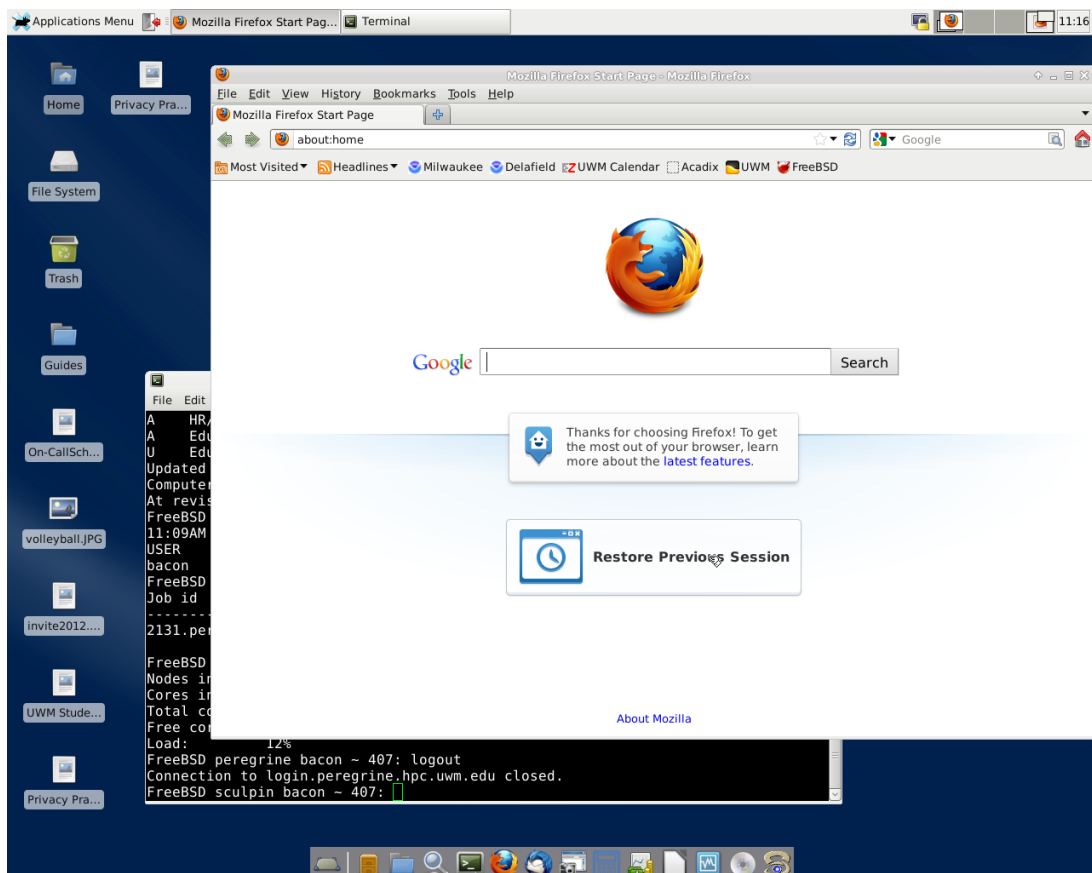 Applications Menu
Mozilla Firefox Start Pag...
Terminal
11:16
Home
Privacy Pra...
File System
Trash
Guides
On-CallSch...
volleyball.JPG
invite2012....
UWM Stude...
Privacy Pra...
Mozilla Firefox Start Page - Mozilla Firefox
File Edit View History Bookmarks Tools Help
Mozilla Firefox Start Page
about:home
Google
Most Visited Headlines Milwaukee Delafield UWM Calendar Acadix UWM FreeBSD
Google
Search
Thanks for choosing Firefox! To get
the most out of your browser, learn
more about the latest features.
Restore Previous Session
About Mozilla
File Edit
A HR/
A Edu
U Edu
Updated
Computer
At revis
FreeBSD
11:09AM
USER
bacon
FreeBSD
Job id
--------
2131.per
FreeBSD
Nodes in
Cores in
Total co
Free cor
Load: 12%
FreeBSD peregrine bacon ~ 407: logout
Connection to login.peregrine.hpc.uwm.edu closed.
FreeBSD sculpin bacon ~ 407: